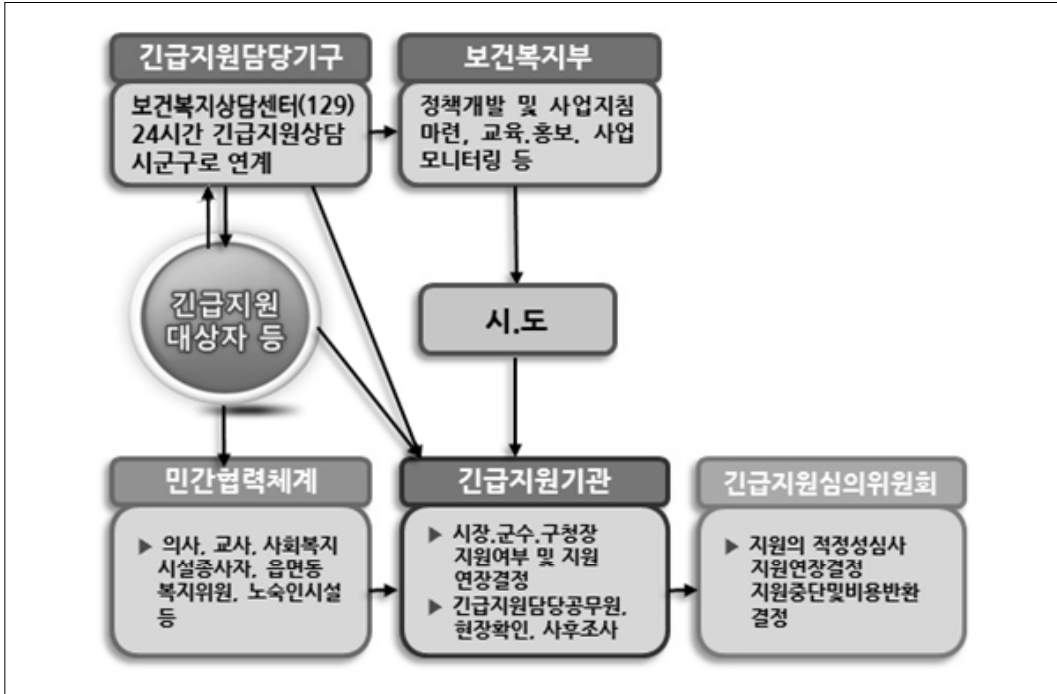 긴급지원담당기구
보건복지상담센터(129)
24시간 긴급지원상담
시군구로 연계
보건복지부
정책개발 및 사업지침
마련, 교육.홍보. 사업
모니터링 등
긴급지원
대상자 등
시.도
민간협력체계
▶ 의사, 교사, 사회복지
시설종사자, 읍면동
복지위원, 노숙인시설
등
긴급지원기관
▶ 시장.군수.구청장
지원여부 및 지원
연장결정
▶ 긴급지원담당공무원,
현장확인, 사후조사
긴급지원심의위원회
▶ 지원의 적정성심사
지원연장결정
지원중단및비용반환
결정